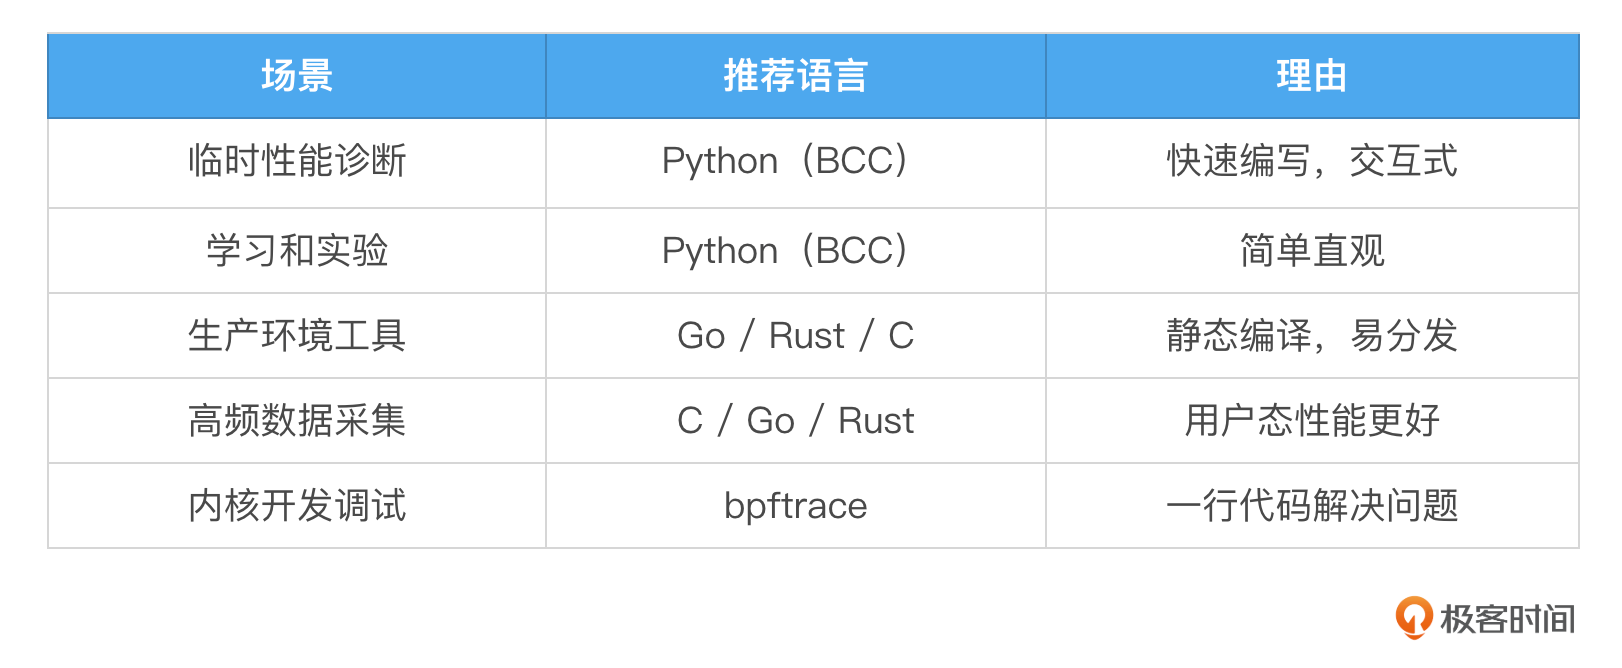 场景 推荐语言 理由
临时性能诊断 Python（BCC） 快速编写，交互式
学习和实验 Python（BCC） 简单直观
生产环境工具 Go / Rust / C 静态编译，易分发
高频数据采集 C / Go / Rust 用户态性能更好
内核开发调试 bpftrace 一行代码解决问题
极客时间